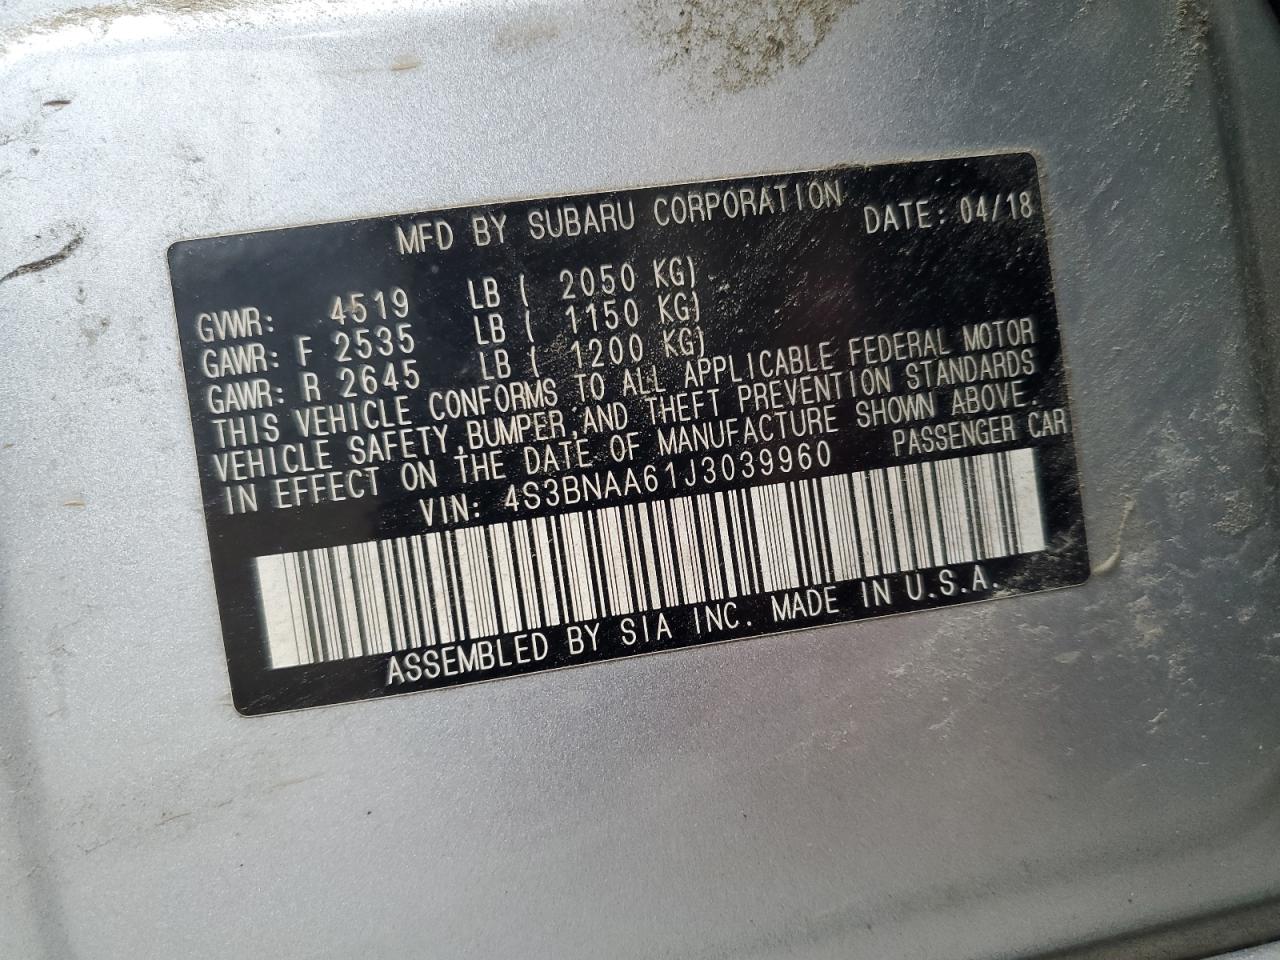 MFD BY SUBARU CORPORATION DATE: 04/18
GVWR: 4519 LB ( 2050 KG)
GAWR: F 2535 LB ( 1150 KG)
GAWR: R 2645 LB ( 1200 KG)
THIS VEHICLE CONFORMS TO ALL APPLICABLE FEDERAL MOTOR
VEHICLE SAFETY,BUMPER,AND THEFT PREVENTION STANDARDS
IN EFFECT ON THE DATE OF MANUFACTURE SHOWN ABOVE.
VIN: 4S3BNAA61J3039960 PASSENGER CAR
ASSEMBLED BY SIA INC. MADE IN U.S.A.